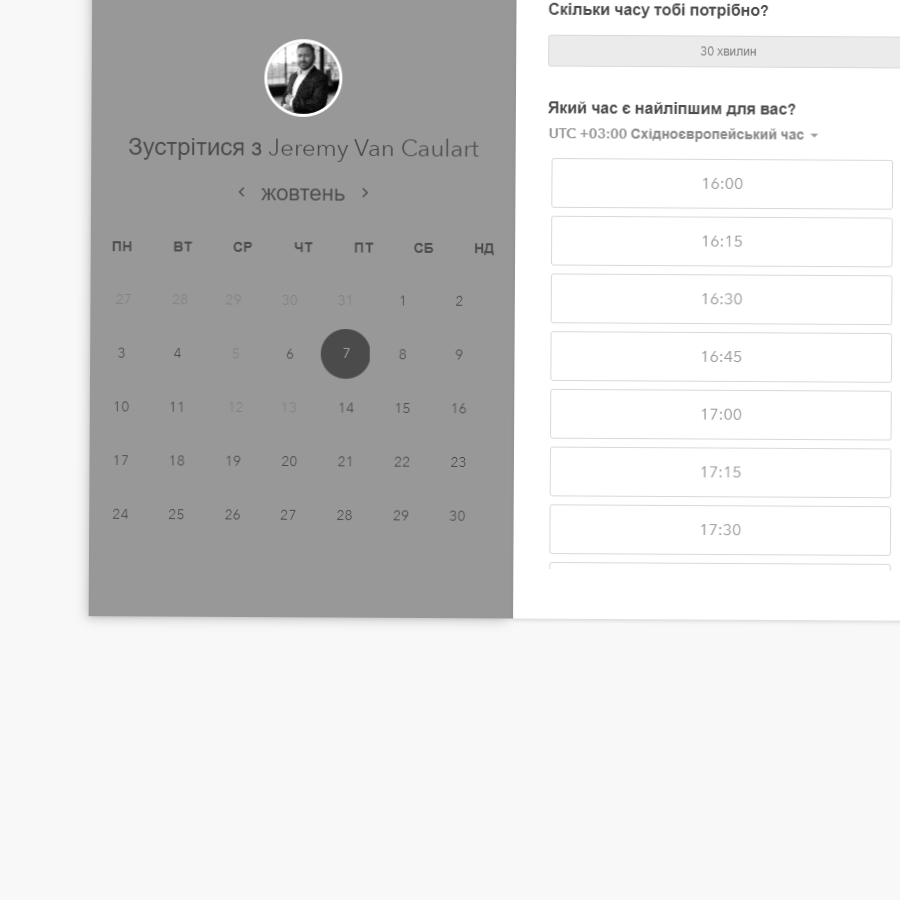 Зустрітися з Jeremy Van Caulart
жовтень
ПН ВТ СР ЧТ ПТ СБ НД
27 28 29 30 31 1 2
3 4 5 6 7 8 9
10 11 12 13 14 15 16
17 18 19 20 21 22 23
24 25 26 27 28 29 30
Скільки часу тобі потрібно?
30 хвилин
Який час є найліпшим для вас?
UTC +03:00 Східноєвропейський час
16:00
16:15
16:30
16:45
17:00
17:15
17:30